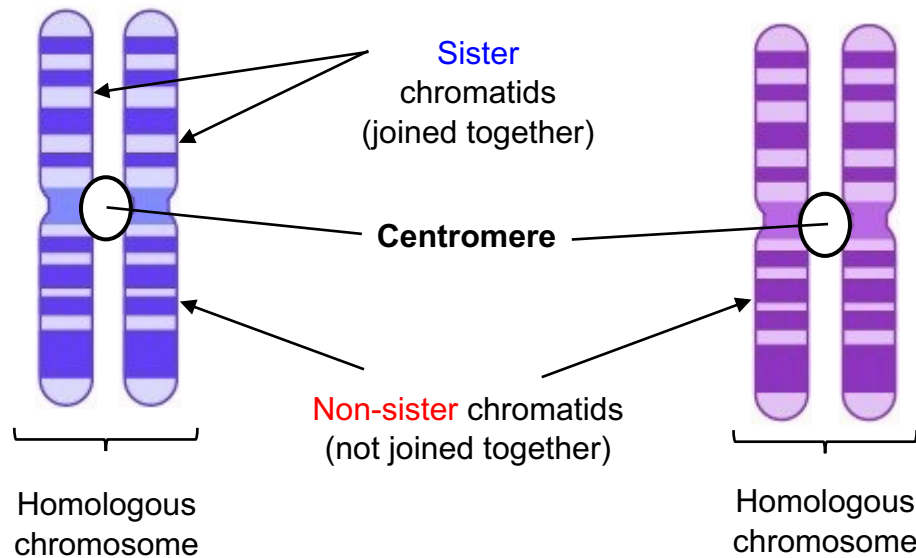 Sister
chromatids
(joined together)
Centromere
Non-sister chromatids
(not joined together)
Homologous
chromosome
Homologous
chromosome